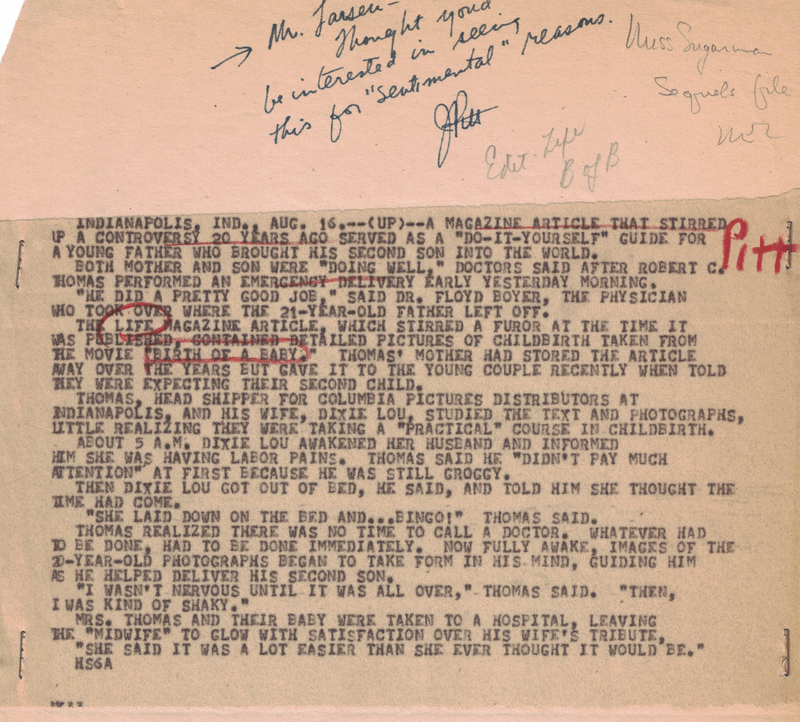 Mr. Larsen-
Thought you'd
be interested in seeing
this for "sentimental" reasons.
JPitt
Miss Sugarman
Sequels file
Edit-Life
B of B
Pitt
INDIANAPOLIS, IND., AUG. 16.--(UP)--A MAGAZINE ARTICLE THAT STIRRED
UP A CONTROVERSY 20 YEARS AGO SERVED AS A "DO-IT-YOURSELF" GUIDE FOR
A YOUNG FATHER WHO BROUGHT HIS SECOND SON INTO THE WORLD.
BOTH MOTHER AND SON WERE "DOING WELL," DOCTORS SAID AFTER ROBERT C.
THOMAS PERFORMED AN EMERGENCY DELIVERY EARLY YESTERDAY MORNING.
"HE DID A PRETTY GOOD JOB," SAID DR. FLOYD BOYER, THE PHYSICIAN
WHO TOOK OVER WHERE THE 21-YEAR-OLD FATHER LEFT OFF.
THE LIFE MAGAZINE ARTICLE, WHICH STIRRED A FUROR AT THE TIME IT
WAS PUBLISHED, CONTAINED DETAILED PICTURES OF CHILDBIRTH TAKEN FROM
THE MOVIE "BIRTH OF A BABY." THOMAS' MOTHER HAD STORED THE ARTICLE
AWAY OVER THE YEARS BUT GAVE IT TO THE YOUNG COUPLE RECENTLY WHEN TOLD
THEY WERE EXPECTING THEIR SECOND CHILD.
THOMAS, HEAD SHIPPER FOR COLUMBIA PICTURES DISTRIBUTORS AT
INDIANAPOLIS, AND HIS WIFE, DIXIE LOU, STUDIED THE TEXT AND PHOTOGRAPHS,
LITTLE REALIZING THEY WERE TAKING A "PRACTICAL" COURSE IN CHILDBIRTH.
ABOUT 5 A.M. DIXIE LOU AWAKENED HER HUSBAND AND INFORMED
HIM SHE WAS HAVING LABOR PAINS. THOMAS SAID HE "DIDN'T PAY MUCH
ATTENTION" AT FIRST BECAUSE HE WAS STILL GROGGY.
THEN DIXIE LOU GOT OUT OF BED, HE SAID, AND TOLD HIM SHE THOUGHT THE
TIME HAD COME.
"SHE LAID DOWN ON THE BED AND...BINGO!" THOMAS SAID.
THOMAS REALIZED THERE WAS NO TIME TO CALL A DOCTOR. WHATEVER HAD
TO BE DONE, HAD TO BE DONE IMMEDIATELY. NOW FULLY AWAKE, IMAGES OF THE
20-YEAR-OLD PHOTOGRAPHS BEGAN TO TAKE FORM IN HIS MIND, GUIDING HIM
AS HE HELPED DELIVER HIS SECOND SON.
"I WASN'T NERVOUS UNTIL IT WAS ALL OVER," THOMAS SAID. "THEN,
I WAS KIND OF SHAKY."
MRS. THOMAS AND THEIR BABY WERE TAKEN TO A HOSPITAL, LEAVING
THE "MIDWIFE" TO GLOW WITH SATISFACTION OVER HIS WIFE'S TRIBUTE,
"SHE SAID IT WAS A LOT EASIER THAN SHE EVER THOUGHT IT WOULD BE."
HS6A